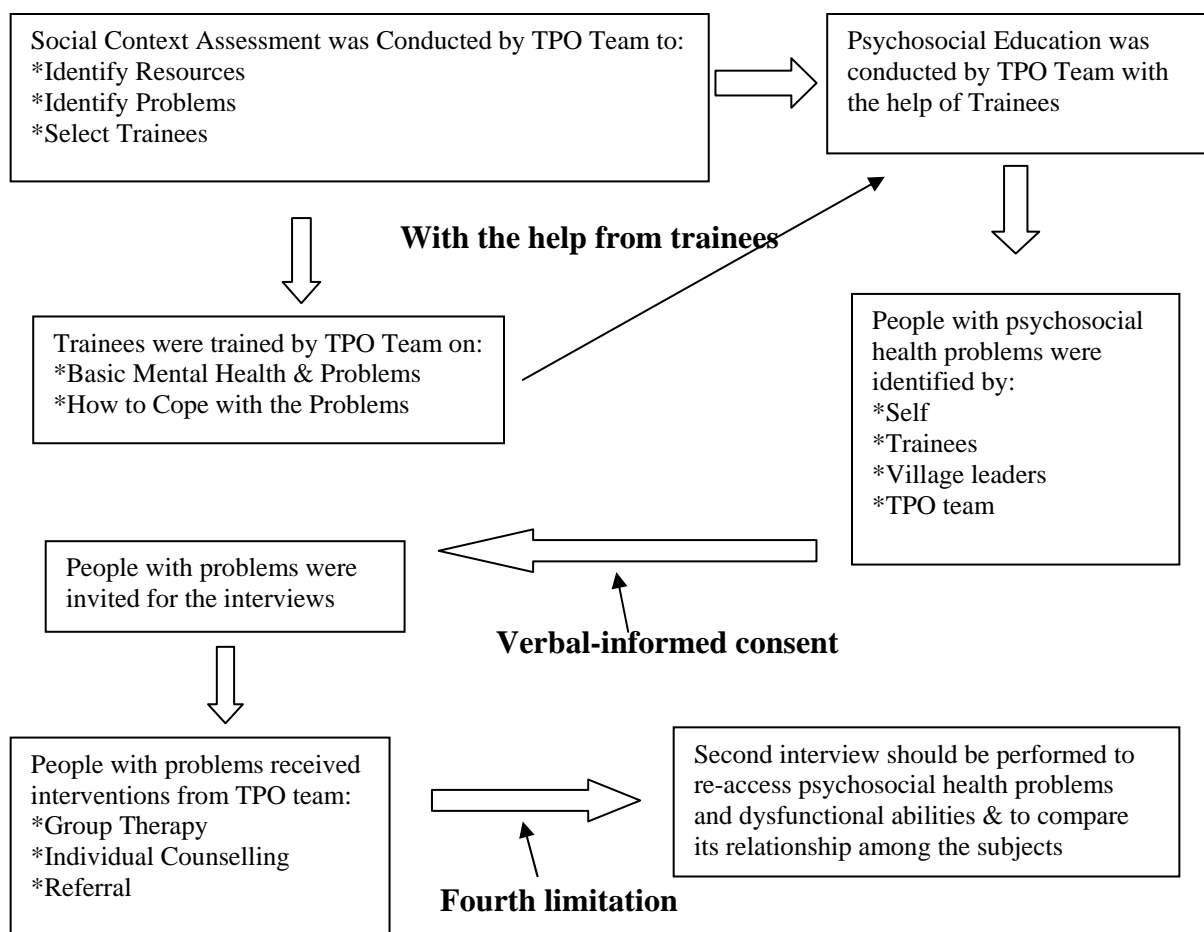 Social Context Assessment was Conducted by TPO Team to:
*Identify Resources
*Identify Problems
*Select Trainees
Psychosocial Education was
conducted by TPO Team with
the help of Trainees
With the help from trainees
Trainees were trained by TPO Team on:
*Basic Mental Health & Problems
*How to Cope with the Problems
People with psychosocial
health problems were
identified by:
*Self
*Trainees
*Village leaders
*TPO team
People with problems were
invited for the interviews
Verbal-informed consent
People with problems received
interventions from TPO team:
*Group Therapy
*Individual Counselling
*Referral
Second interview should be performed to
re-access psychosocial health problems
and dysfunctional abilities & to compare
its relationship among the subjects
Fourth limitation